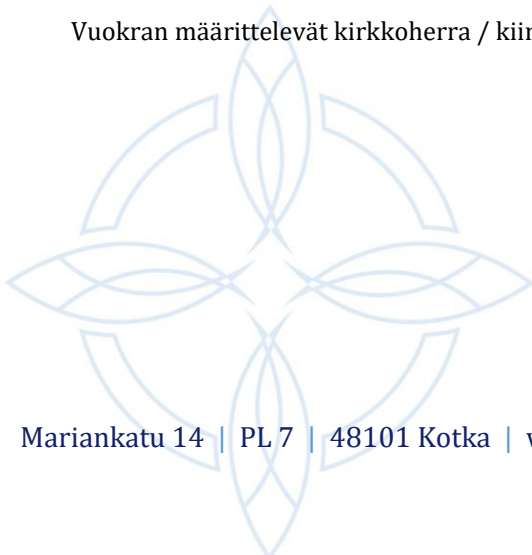 Vuokran määrittelevät kirkkoherra /
Mariankatu 14 | PL 7 | 48101 Kotka |